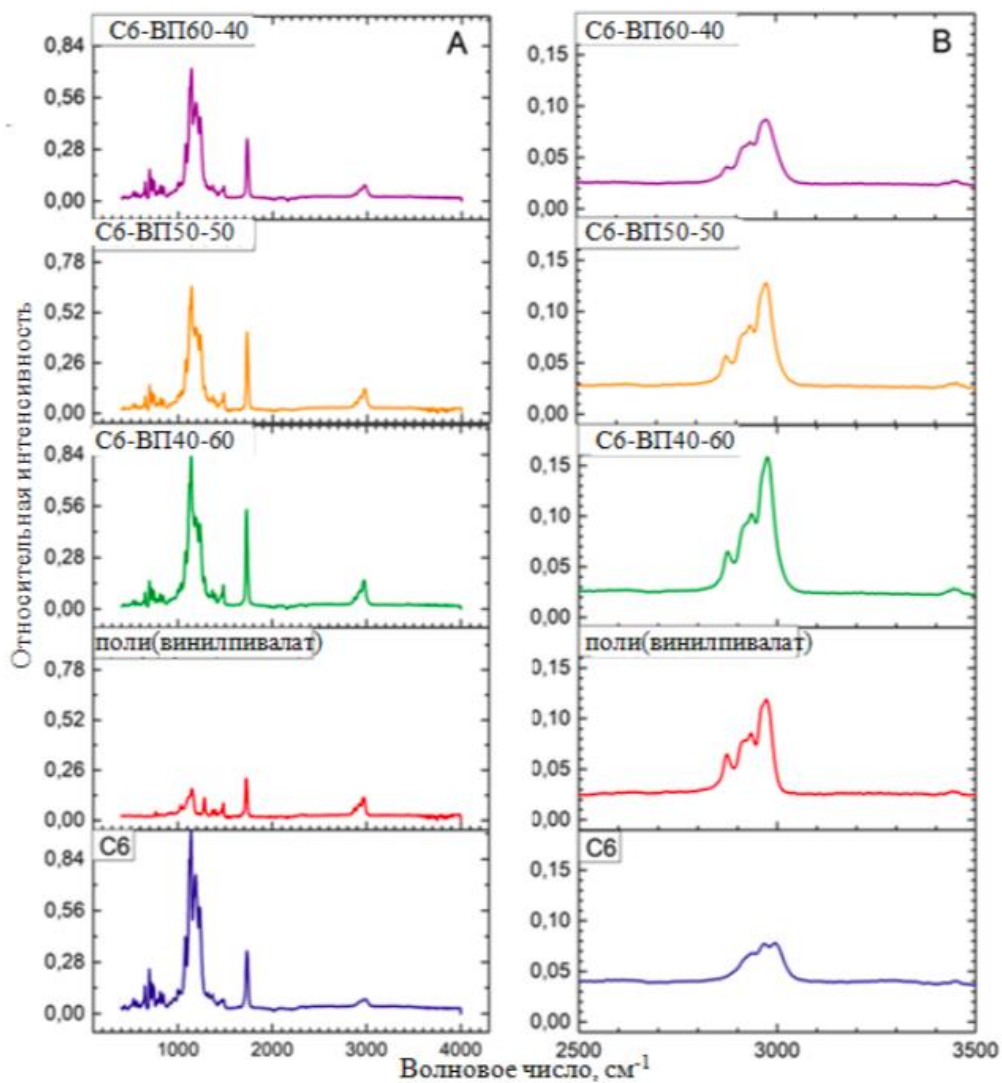 С6-ВП60-40
A
0,84
0,56
0,28
0,00
С6-ВП50-50
0,78
0,52
0,26
0,00
С6-ВП40-60
0,84
0,56
0,28
0,00
поли(винилпивалат)
0,78
0,52
0,26
0,00
С6
0,84
0,56
0,28
0,00
1000 2000 3000 4000
Относительная интенсивность
С6-ВП60-40
B
0,15
0,10
0,05
0,00
С6-ВП50-50
0,15
0,10
0,05
0,00
С6-ВП40-60
0,15
0,10
0,05
0,00
поли(винилпивалат)
0,15
0,10
0,05
0,00
С6
0,15
0,10
0,05
0,00
2500 3000 3500
Волновое число, см-1